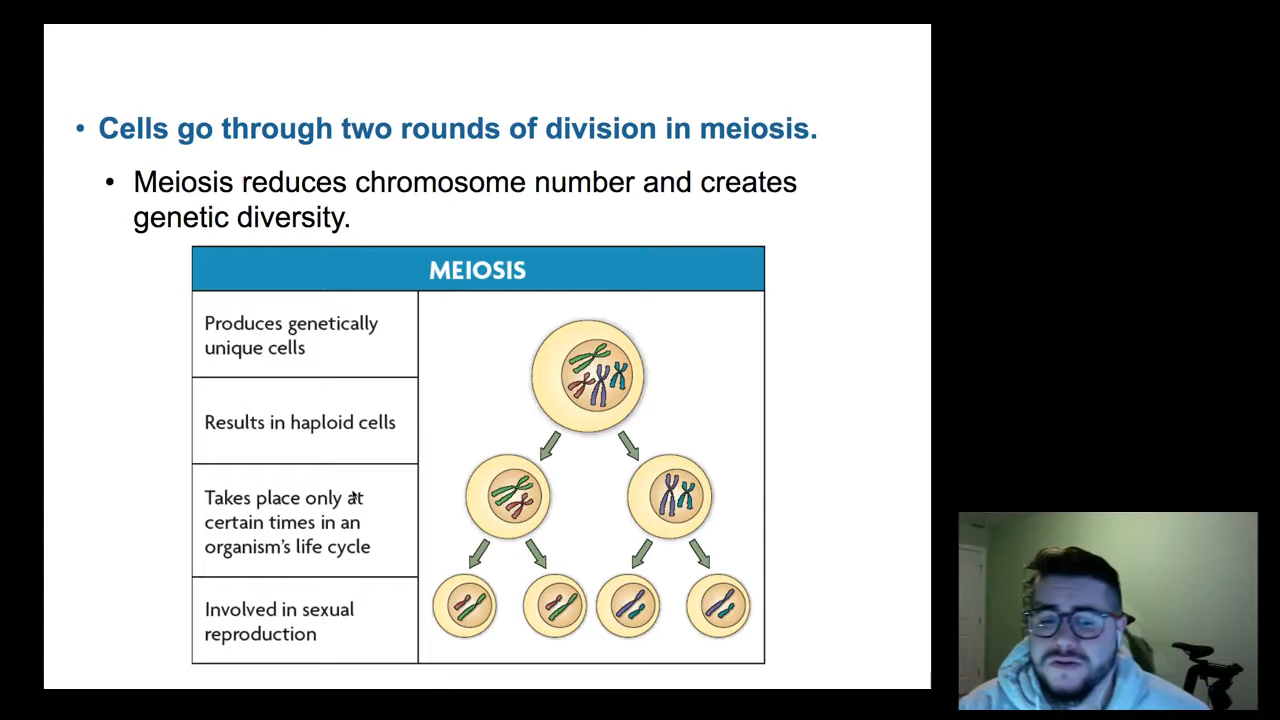 • Cells go through two rounds of division in meiosis.
• Meiosis reduces chromosome number and creates
genetic diversity.
MEIOSIS
Produces genetically
unique cells
Results in haploid cells
Takes place only at
certain times in an
organism's life cycle
Involved in sexual
reproduction